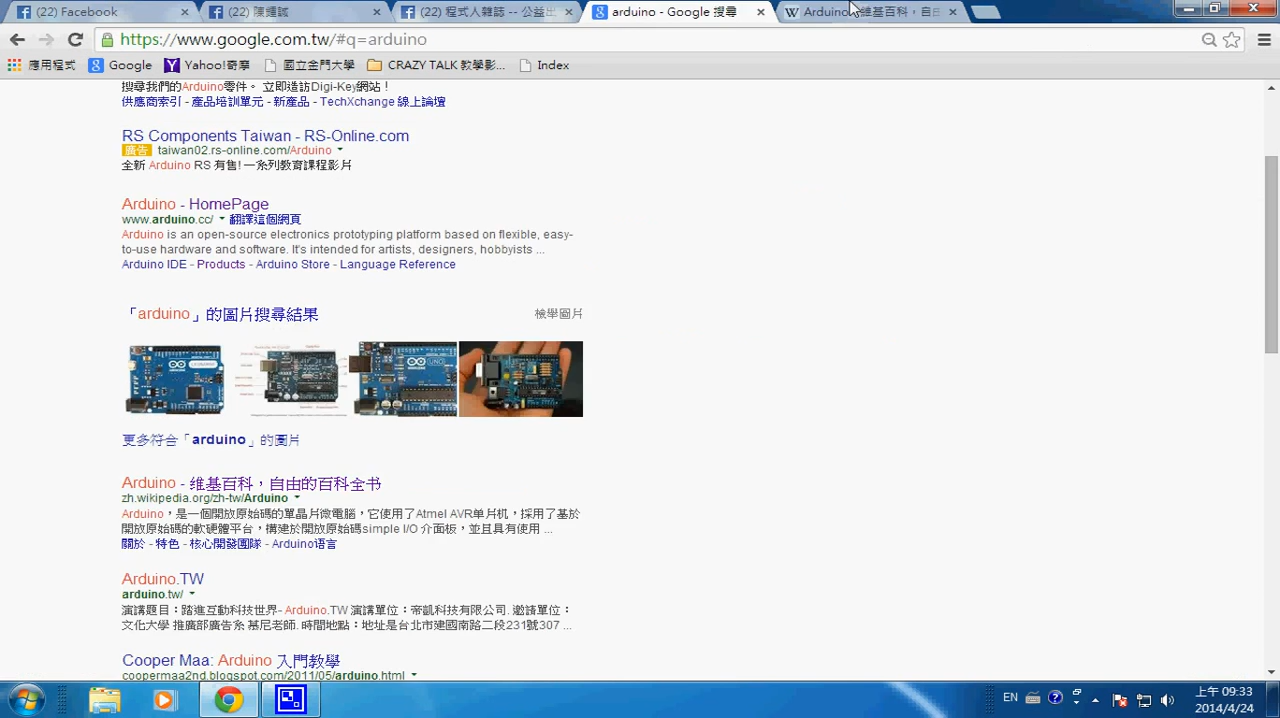 (22) Facebook
(22) 陳鍾誠
(22) 程式人雜誌 -- 公益出
arduino - Google 搜尋
Arduino - 维基百科，自由
https://www.google.com.tw/#q=arduino
應用程式
Google
Yahoo!奇摩
國立金門大學
CRAZY TALK 教學影...
Index
搜尋我們的Arduino零件。 立即造訪Digi-Key網站！
供應商索引 - 產品培訓單元 - 新產品 - TechXchange 線上論壇
RS Components Taiwan - RS-Online.com
廣告 taiwan02.rs-online.com/Arduino
全新 Arduino RS 有售! 一系列教育課程影片
Arduino - HomePage
www.arduino.cc/ 翻譯這個網頁
Arduino is an open-source electronics prototyping platform based on flexible, easy-
to-use hardware and software. It's intended for artists, designers, hobbyists ...
Arduino IDE - Products - Arduino Store - Language Reference
「arduino」的圖片搜尋結果
檢舉圖片
更多符合「arduino」的圖片
Arduino - 维基百科，自由的百科全书
zh.wikipedia.org/zh-tw/Arduino
Arduino，是一個開放原始碼的單晶片微電腦，它使用了Atmel AVR单片机，採用了基於
開放原始碼的軟硬體平台，構建於開放原始碼simple I/O 介面板，並且具有使用 ...
關於 - 特色 - 核心開發團隊 - Arduino语言
Arduino.TW
arduino.tw/
演講題目：踏進互動科技世界- Arduino.TW 演講單位：帝凱科技有限公司. 邀請單位：
文化大學 推廣部廣告系 基尼老師. 時間地點：地址是台北市建國南路二段231號307 ...
Cooper Maa: Arduino 入門教學
coopermaa2nd.blogspot.com/2011/05/arduino.html
EN
上午 09:33
2014/4/24